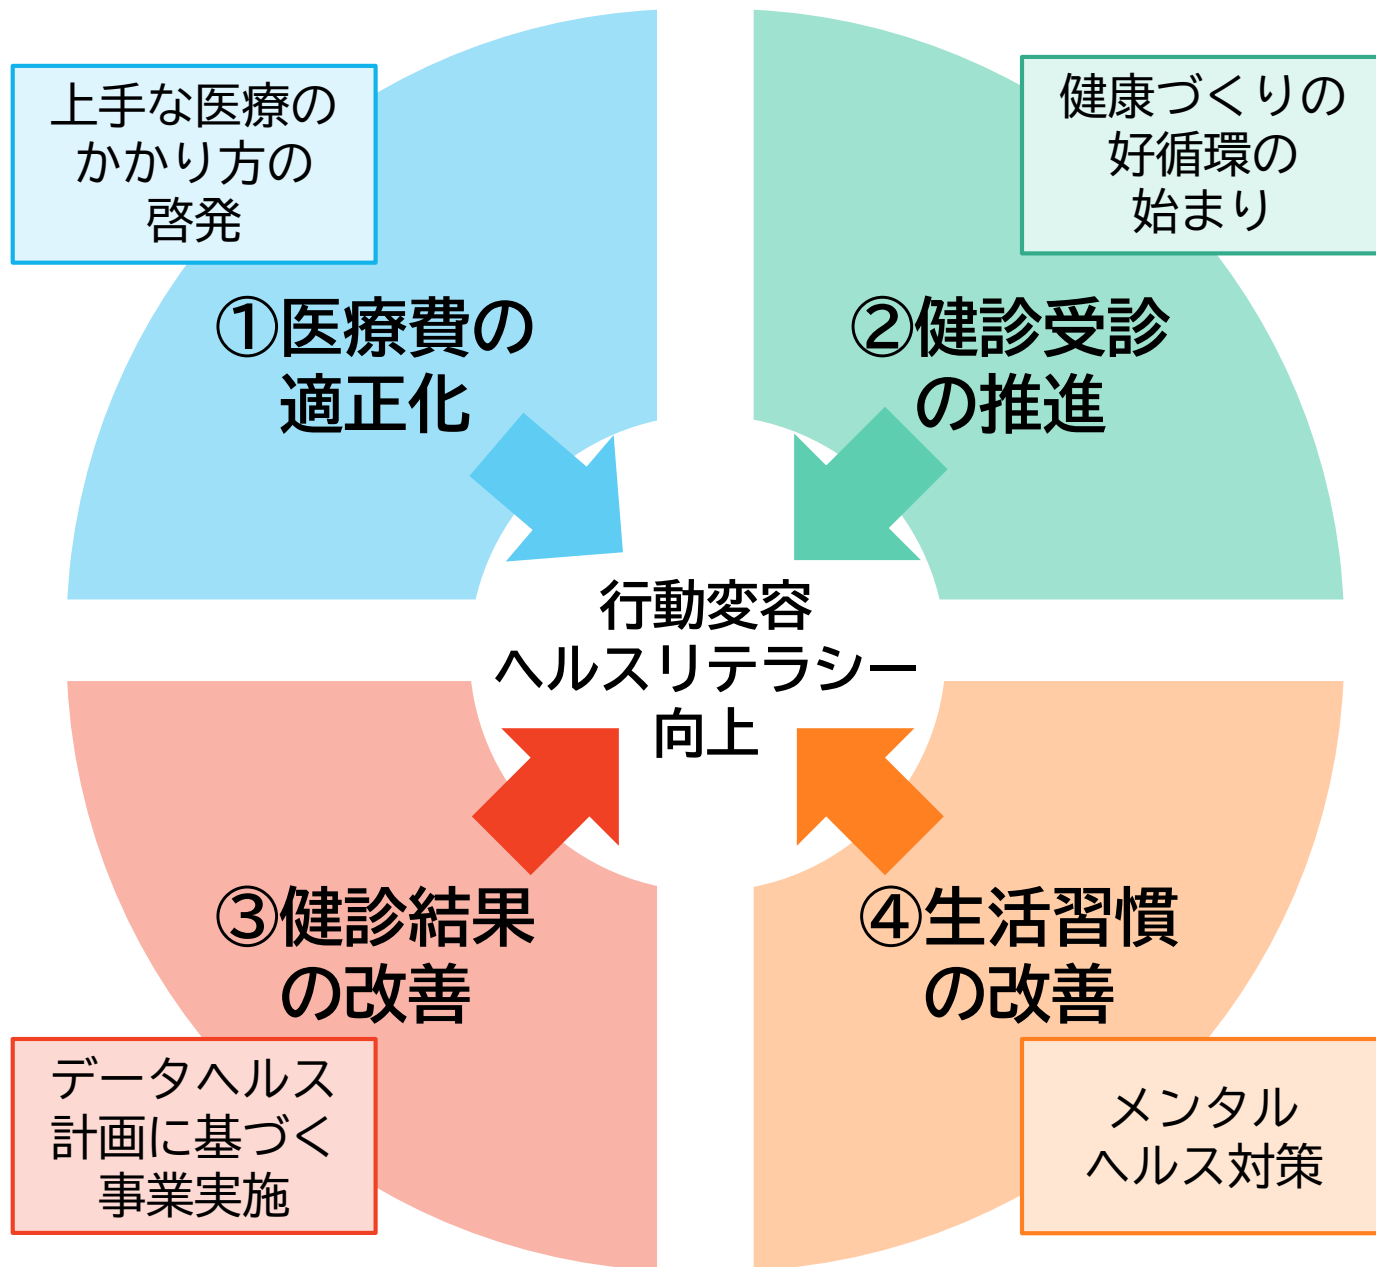 上手な医療の
かかり方の
啓発
健康づくりの
好循環の
始まり
①医療費の
適正化
②健診受診
の推進
行動変容
ヘルスリテラシー
向上
③健診結果
の改善
④生活習慣
の改善
データヘルス
計画に基づく
事業実施
メンタル
ヘルス対策